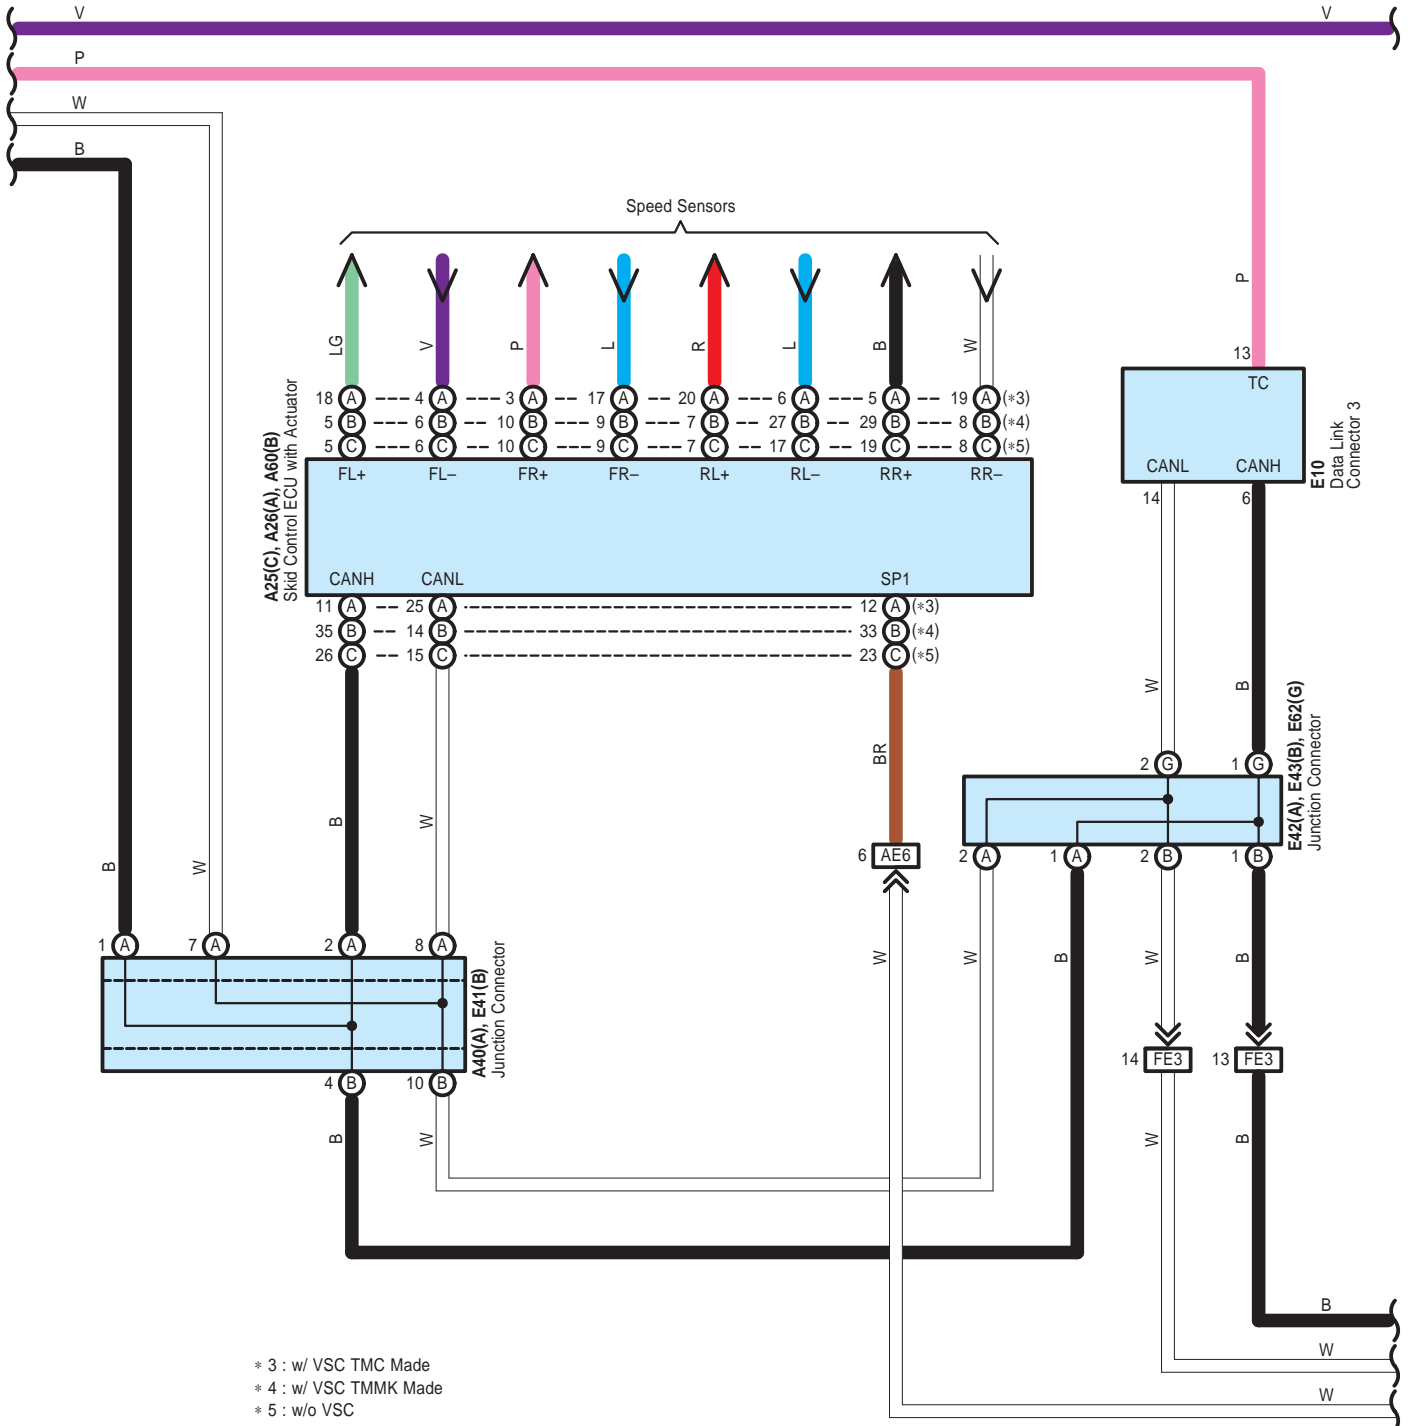 V V
P
W
B
Speed Sensors
LG V P L R L B W
P
18 A 4 A 3 A 17 A 20 A 6 A 5 A 19 A (*3)
5 B 6 B 10 B 9 B 7 B 27 B 29 B 8 B (*4)
5 C 6 C 10 C 9 C 7 C 17 C 19 C 8 C (*5)
FL+ FL– FR+ FR– RL+ RL– RR+ RR–
A25(C), A26(A), A60(B)
Skid Control ECU with Actuator
CANH CANL SP1
11 A 25 A 12 A (*3)
35 B 14 B 33 B (*4)
26 C 15 C 23 C (*5)
13
TC
CANL CANH
14 6
E10
Data Link
Connector 3
W B
BR
B W
2 G 1 G
E42(A), E43(B), E62(G)
Junction Connector
6 AE6
2 A 1 A 2 B 1 B
B W
1 A 7 A 2 A 8 A
A40(A), E41(B)
Junction Connector
W W B W B
14 FE3 13 FE3
4 B 10 B
B W
W B
B
W
W
* 3 : w/ VSC TMC Made
* 4 : w/ VSC TMMK Made
* 5 : w/o VSC